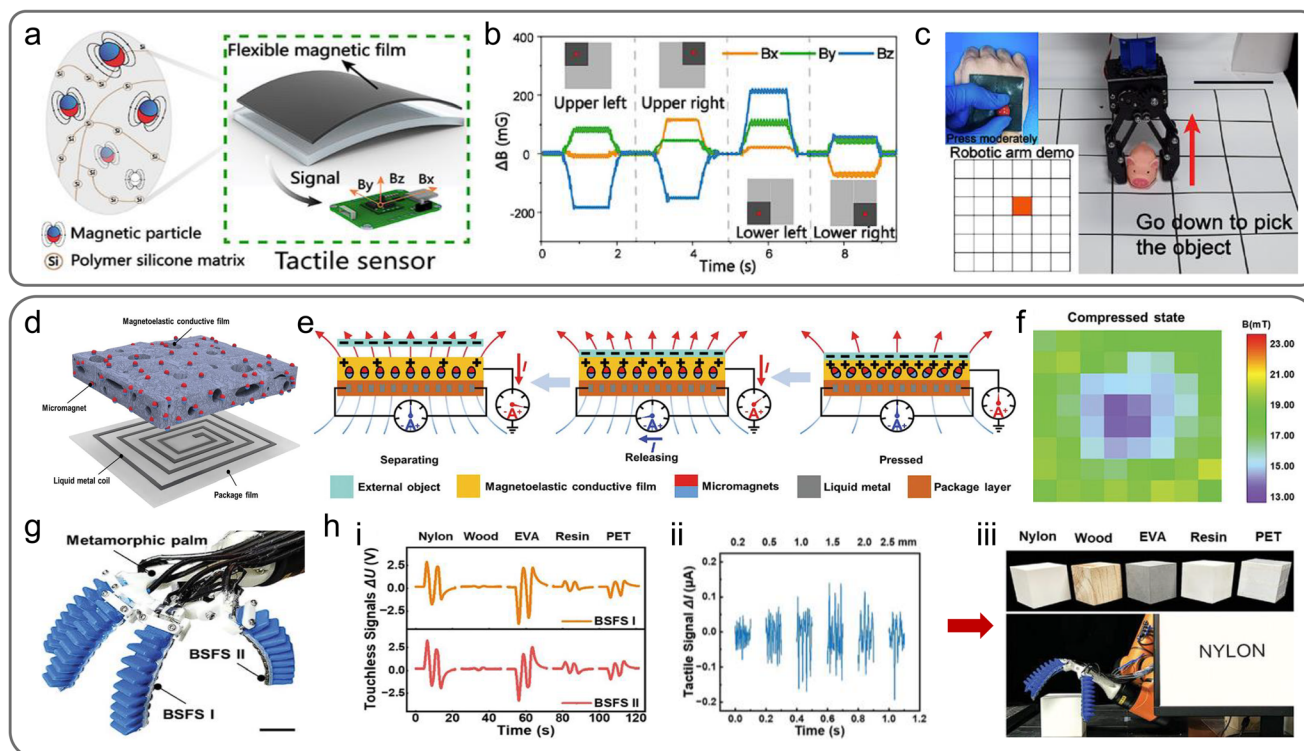 a
Si
Si
Si
Si
Si
Si
Si
Si
Magnetic particle
Si Polymer silicone matrix
Flexible magnetic film
Signal
By Bz Bx
Tactile sensor
b
400
200
0
-200
ΔB (mG)
Bx By Bz
Upper left
Upper right
Lower left
Lower right
0 2 4 6 8
Time (s)
c
Press moderately
Robotic arm demo
Go down to pick
the object
d
Magnetoelastic conductive film
Micromagnet
Liquid metal coil
Package film
e
I
I
-A+
-A+
-A+
-A+
-A+
-A+
I
Separating
Releasing
Pressed
External object
Magnetoelastic conductive film
Micromagnets
Liquid metal
Package layer
f
Compressed state
B(mT)
23.00
21.00
19.00
17.00
15.00
13.00
g
Metamorphic palm
BSFS II
BSFS I
h
i
Nylon Wood EVA Resin PET
Touchless Signals ΔU (V)
2.5
0.0
-2.5
BSFS I
2.5
0.0
-2.5
BSFS II
0 20 40 60 80 100 120
Time (s)
ii
0.2 0.5 1.0 1.5 2.0 2.5 mm
Tactile Signal ΔI (μA)
0.2
0.1
0.0
−0.1
−0.2
0.0 0.2 0.4 0.6 0.8 1.0 1.2
Time (s)
iii
Nylon Wood EVA Resin PET
NYLON